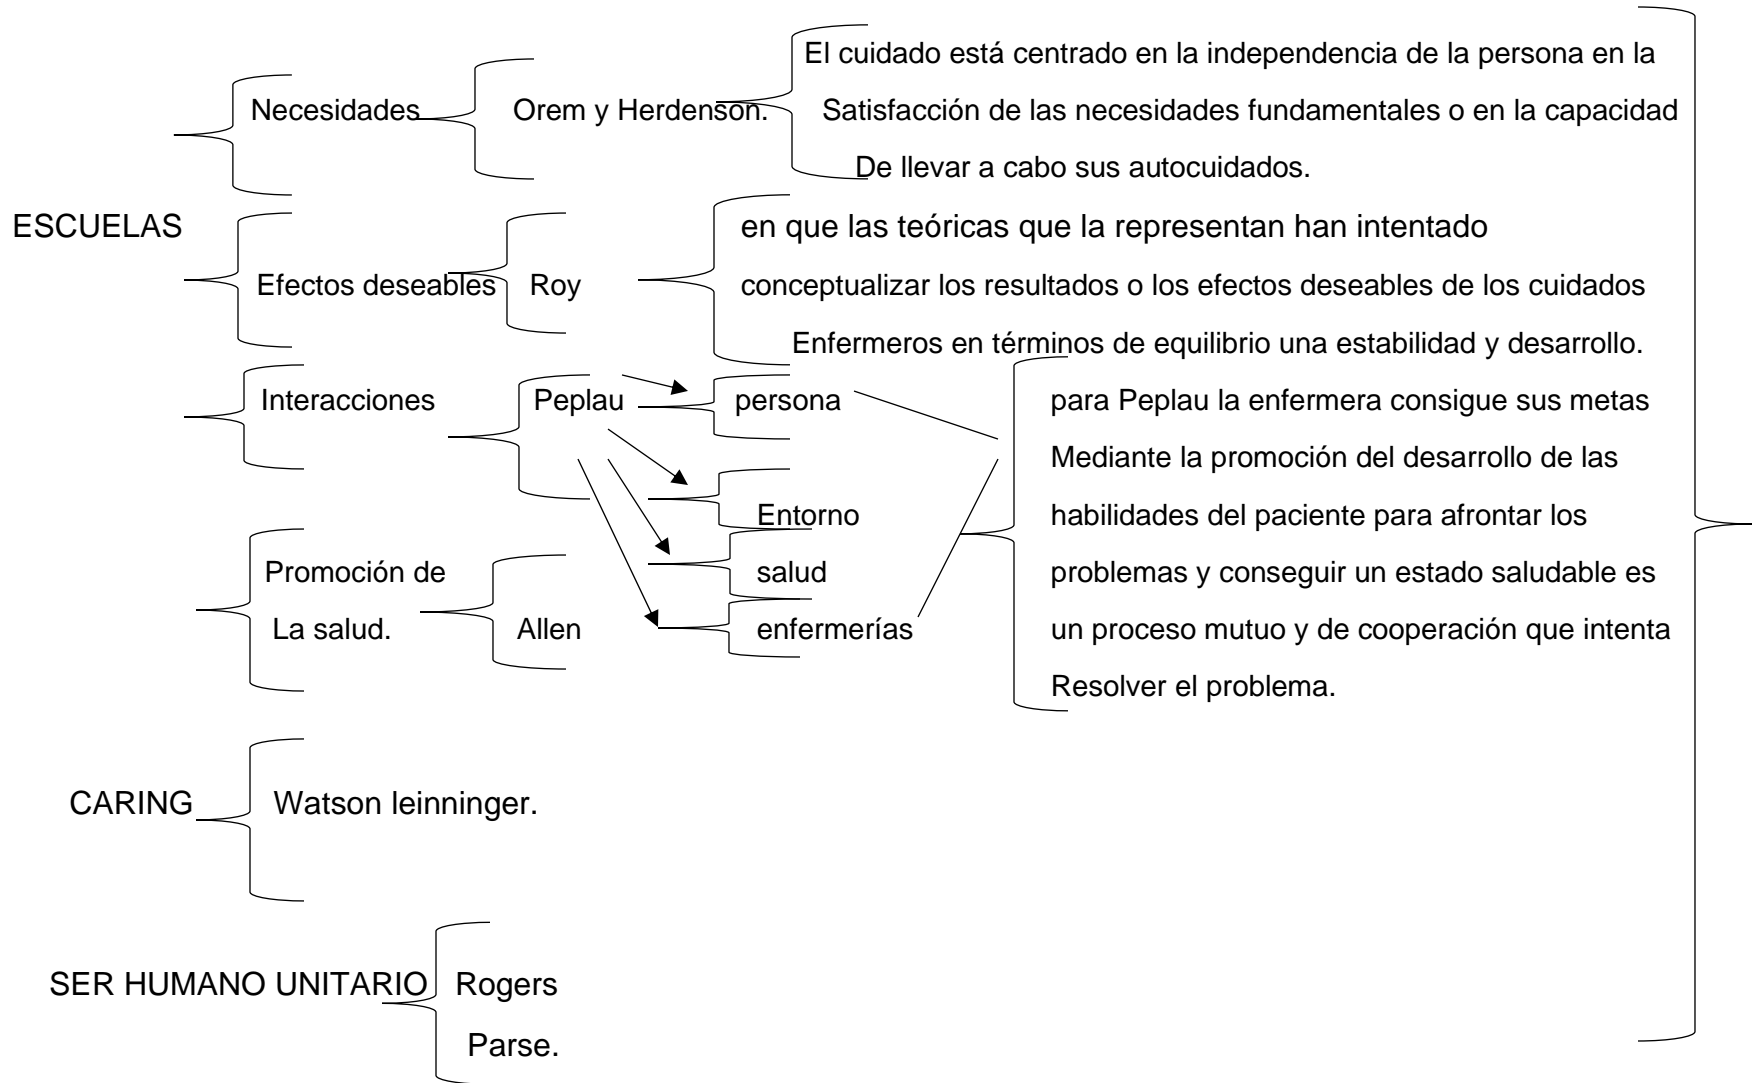 El cuidado está centrado en la independencia de la persona en la
Necesidades
Orem y Herdenson.
Satisfacción de las necesidades fundamentales o en la capacidad
De llevar a cabo sus autocuidados.
ESCUELAS
en que las teóricas que la representan han intentado
Efectos deseables
Roy
conceptualizar los resultados o los efectos deseables de los cuidados
Enfermeros en términos de equilibrio una estabilidad y desarrollo.
Interacciones
Peplau
persona
para Peplau la enfermera consigue sus metas
Mediante la promoción del desarrollo de las
Entorno
habilidades del paciente para afrontar los
Promoción de
salud
problemas y conseguir un estado saludable es
La salud.
Allen
enfermerías
un proceso mutuo y de cooperación que intenta
Resolver el problema.
CARING
Watson leinninger.
SER HUMANO UNITARIO
Rogers
Parse.